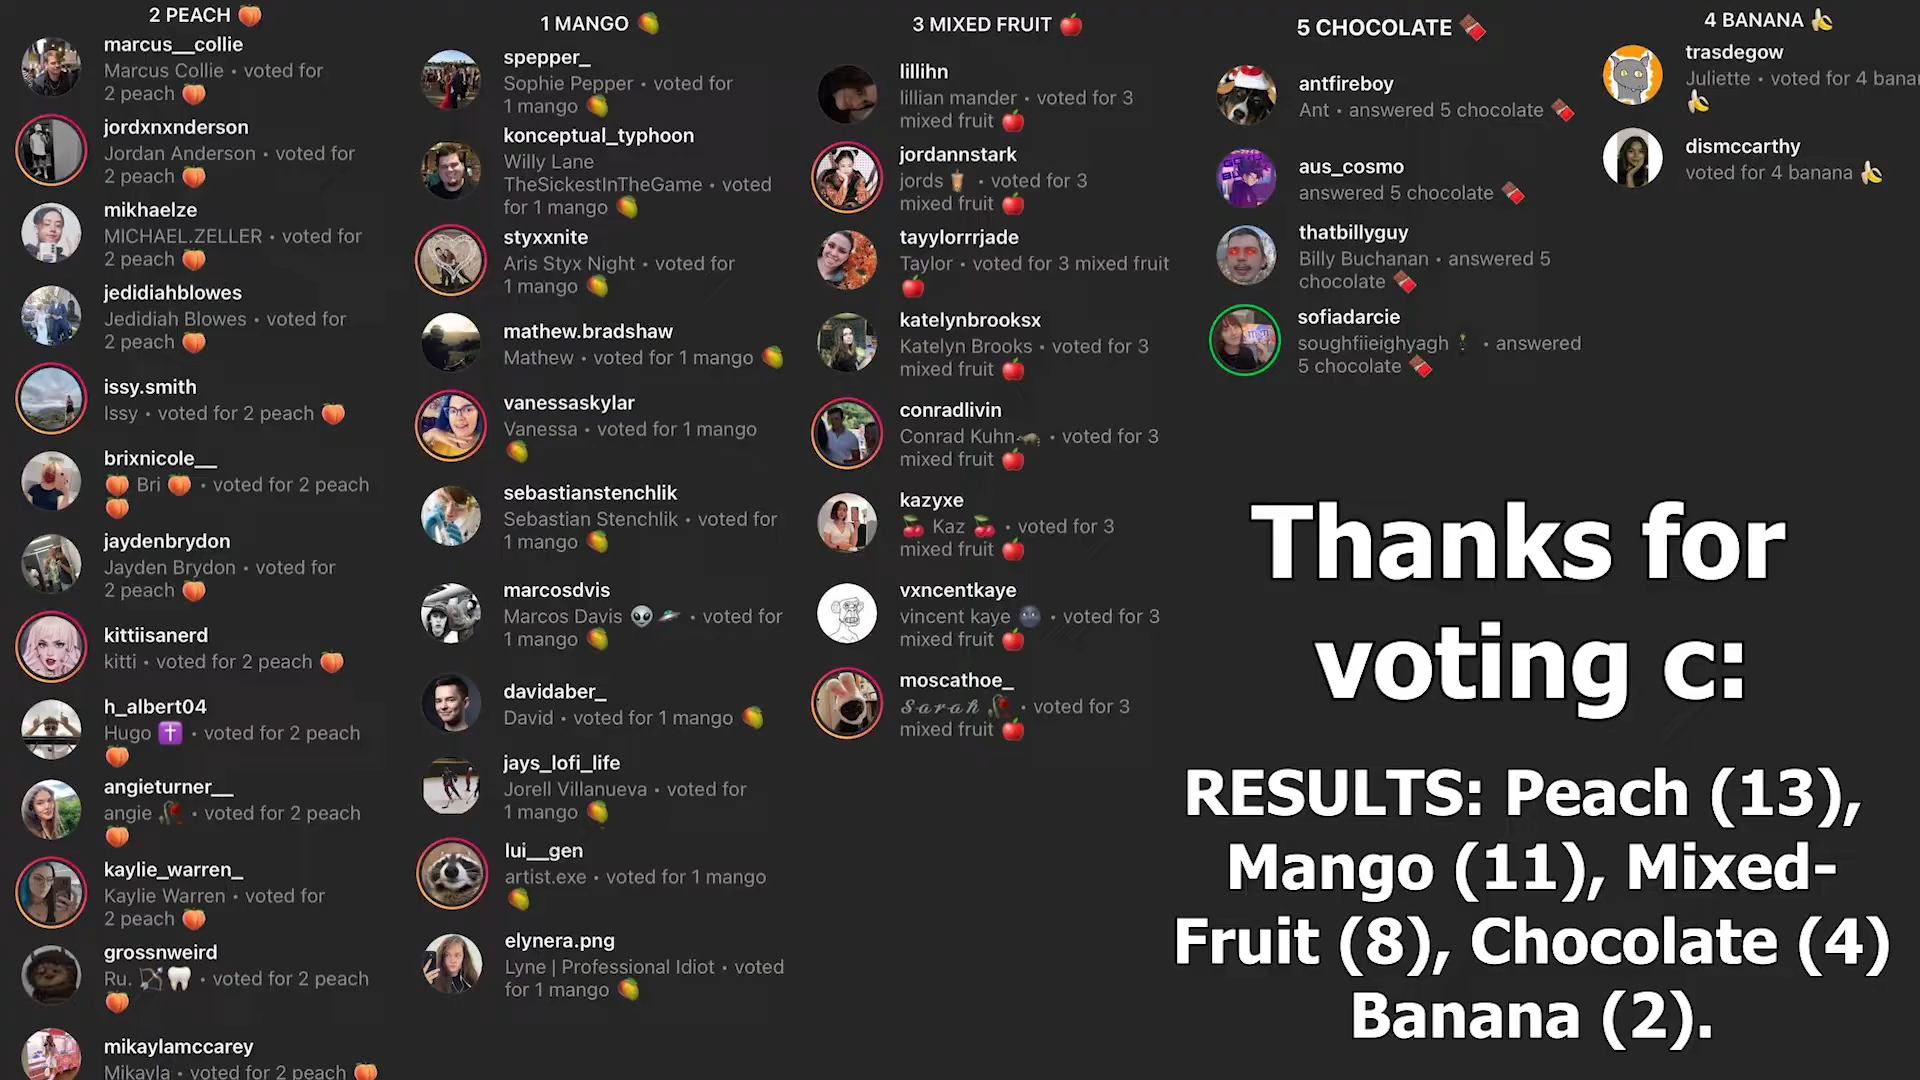 2 PEACH 🍑
marcus__collie
Marcus Collie • voted for
2 peach 🍑
jordxnxnderson
Jordan Anderson • voted for
2 peach 🍑
mikhaelze
MICHAEL.ZELLER • voted for
2 peach 🍑
jedidiahblowes
Jedidiah Blowes • voted for
2 peach 🍑
issy.smith
Issy • voted for 2 peach 🍑
brixnicole__
🍑 Bri 🍑 • voted for 2 peach
🍑
jaydenbrydon
Jayden Brydon • voted for
2 peach 🍑
kittiisanerd
kitti • voted for 2 peach 🍑
h_albert04
Hugo ✝️ • voted for 2 peach
🍑
angieturner__
angie 🥀 • voted for 2 peach
🍑
kaylie_warren_
Kaylie Warren • voted for
2 peach 🍑
grossnweird
Ru. 🏹🦷 • voted for 2 peach
🍑
mikaylamccarey
Mikayla • voted for 2 peach 🍑
1 MANGO 🥭
spepper_
Sophie Pepper • voted for
1 mango 🥭
konceptual_typhoon
Willy Lane
TheSickestInTheGame • voted
for 1 mango 🥭
styxxnite
Aris Styx Night • voted for
1 mango 🥭
mathew.bradshaw
Mathew • voted for 1 mango 🥭
vanessaskylar
Vanessa • voted for 1 mango
🥭
sebastianstenchlik
Sebastian Stenchlik • voted for
1 mango 🥭
marcosdvis
Marcos Davis 👽🛸 • voted for
1 mango 🥭
davidaber_
David • voted for 1 mango 🥭
jays_lofi_life
Jorell Villanueva • voted for
1 mango 🥭
lui__gen
artist.exe • voted for 1 mango
🥭
elynera.png
Lyne | Professional Idiot • voted
for 1 mango 🥭
3 MIXED FRUIT 🍎
lillihn
lillian mander • voted for 3
mixed fruit 🍎
jordannstark
jords 🧋 • voted for 3
mixed fruit 🍎
tayylorrrjade
Taylor • voted for 3 mixed fruit
🍎
katelynbrooksx
Katelyn Brooks • voted for 3
mixed fruit 🍎
conradlivin
Conrad Kuhn🦝 • voted for 3
mixed fruit 🍎
kazyxe
🍒 Kaz 🍒 • voted for 3
mixed fruit 🍎
vxncentkaye
vincent kaye 🌚 • voted for 3
mixed fruit 🍎
moscathoe_
𝓢𝓪𝓻𝓪𝓱 🥀 • voted for 3
mixed fruit 🍎
5 CHOCOLATE 🍫
antfireboy
Ant • answered 5 chocolate 🍫
aus_cosmo
answered 5 chocolate 🍫
thatbillyguy
Billy Buchanan • answered 5
chocolate 🍫
sofiadarcie
soughfiieighyagh • answered
5 chocolate 🍫
4 BANANA 🍌
trasdegow
Juliette • voted for 4 bana
🍌
dismccarthy
voted for 4 banana 🍌
Thanks for
voting c:
RESULTS: Peach (13),
Mango (11), Mixed-
Fruit (8), Chocolate (4)
Banana (2).